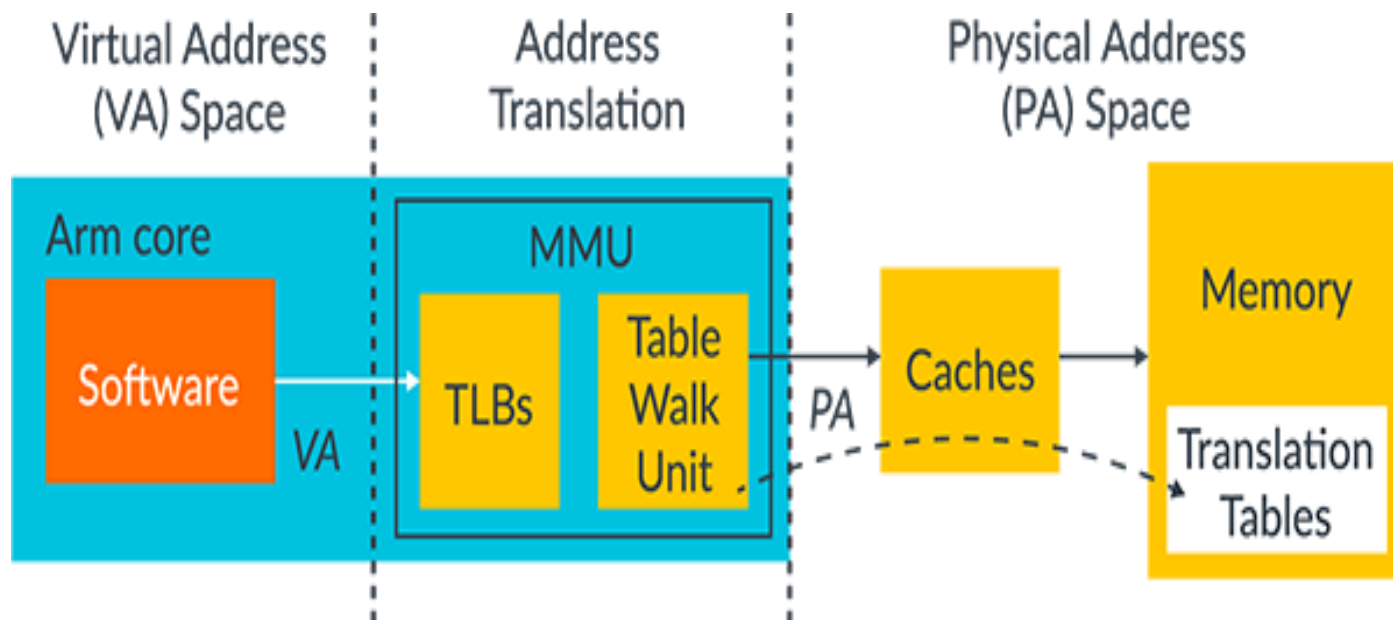 Virtual Address
(VA) Space
Address
Translation
Physical Address
(PA) Space
Arm core
Software
VA
MMU
TLBs
Table
Walk
Unit
PA
Caches
Memory
Translation
Tables